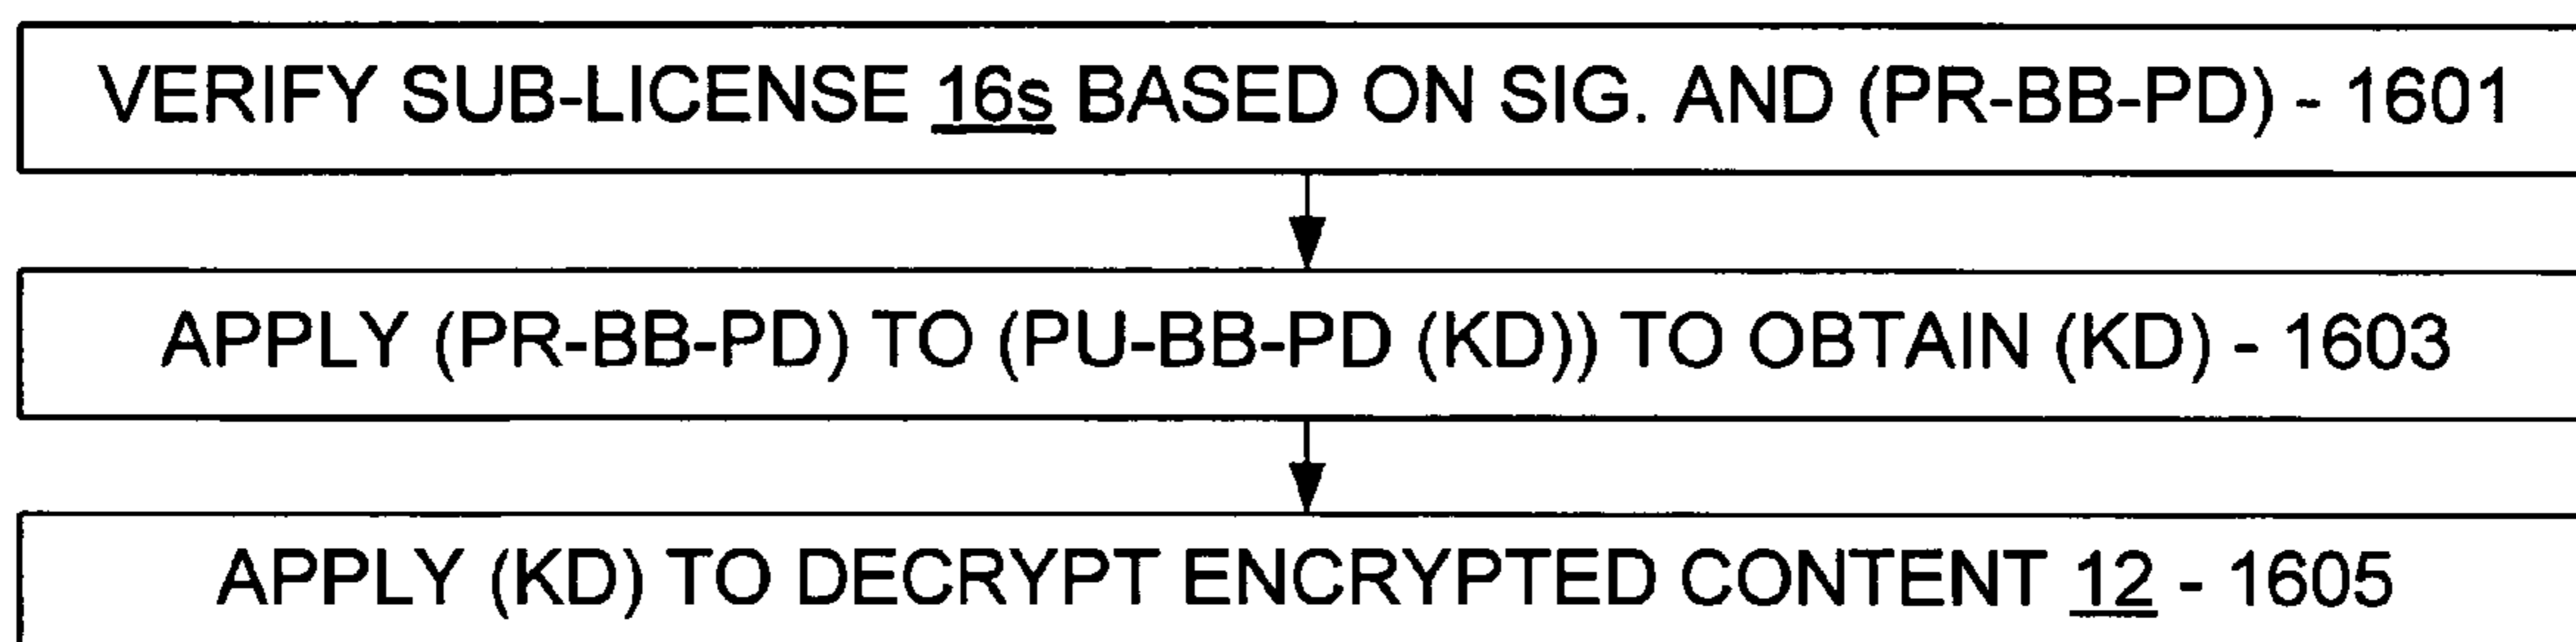 VERIFY SUB-LICENSE 16s BASED ON SIG. AND (PR-BB-PD) - 1601
APPLY (PR-BB-PD) TO (PU-BB-PD (KD)) TO OBTAIN (KD) - 1603
APPLY (KD) TO DECRYPT ENCRYPTED CONTENT 12 - 1605